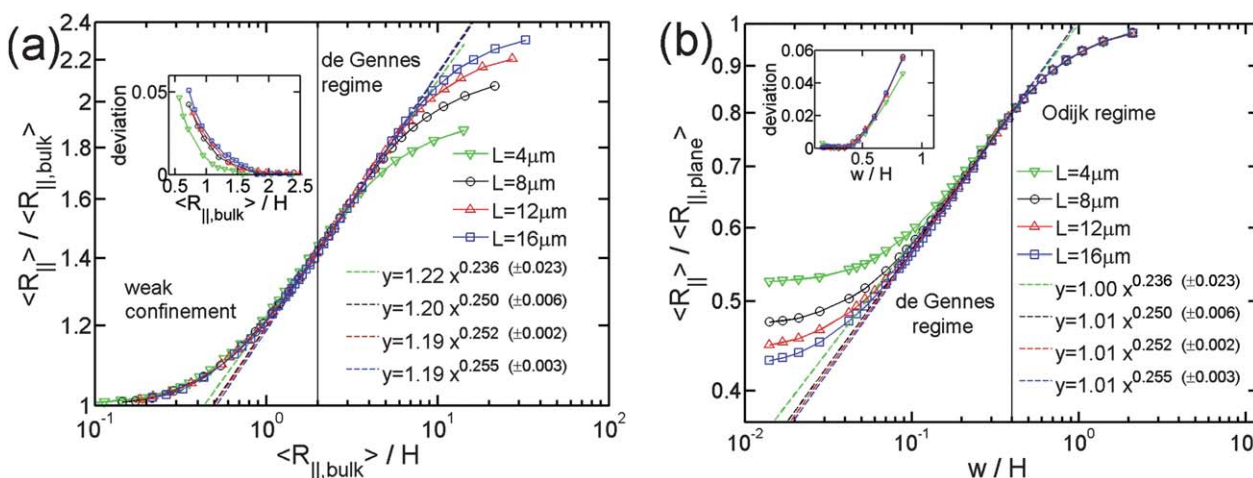 (a)
2.4
2.2
2
1.8
1.6
1.4
1.2
1
<R||> / <R||,bulk>
10^-1
10^0
10^1
10^2
<R||,bulk> / H
deviation
0.05
0
0.5
1
1.5
2
2.5
<R||,bulk> / H
de Gennes
regime
weak
confinement
L=4μm
L=8μm
L=12μm
L=16μm
y=1.22 x^0.236 (±0.023)
y=1.20 x^0.250 (±0.006)
y=1.19 x^0.252 (±0.002)
y=1.19 x^0.255 (±0.003)
(b)
1
0.9
0.8
0.7
0.6
0.5
0.4
<R||> / <R||,plane>
10^-2
10^-1
10^0
w / H
deviation
0.06
0.04
0.02
0
0.5
1
w / H
Odijk regime
de Gennes
regime
L=4μm
L=8μm
L=12μm
L=16μm
y=1.00 x^0.236 (±0.023)
y=1.01 x^0.250 (±0.006)
y=1.01 x^0.252 (±0.002)
y=1.01 x^0.255 (±0.003)